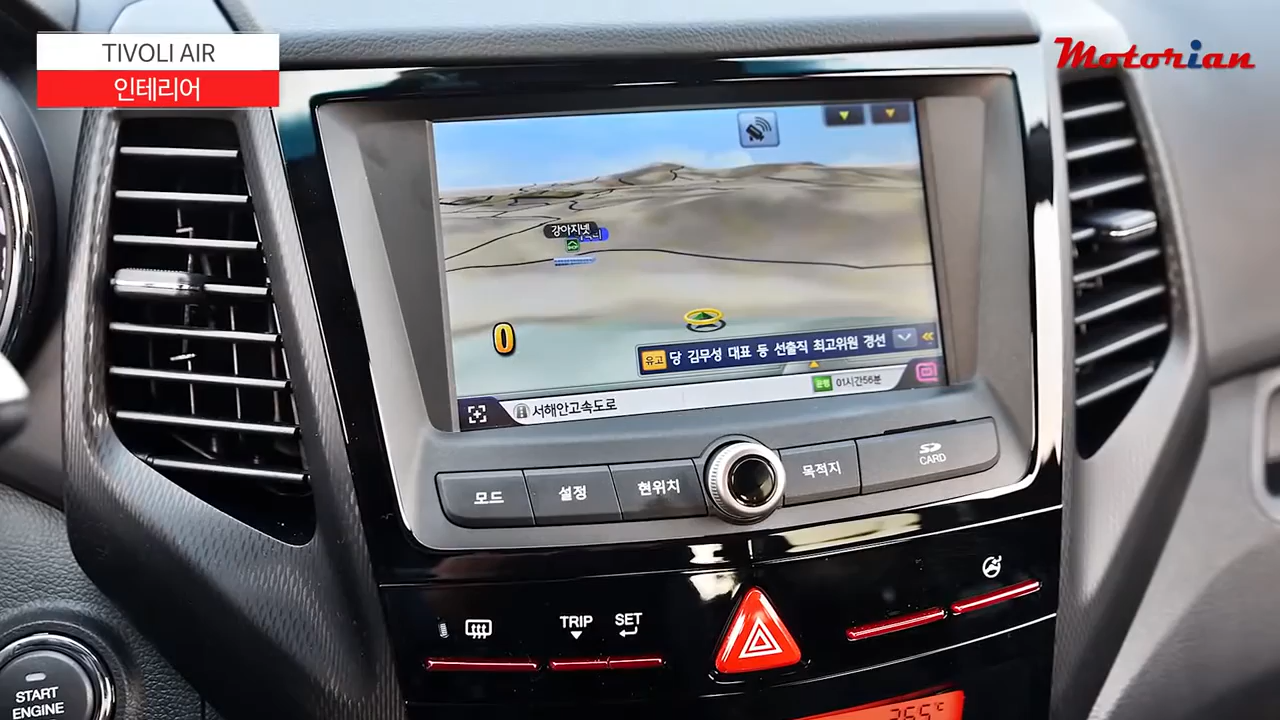 TIVOLI AIR
인테리어
Motorian
강아지넷
0
유고 당 김무성 대표 등 선출직 최고위원 경선
01시간56분
서해안고속도로
모드
설정
현위치
목적지
SD
CARD
TRIP
SET
START
ENGINE